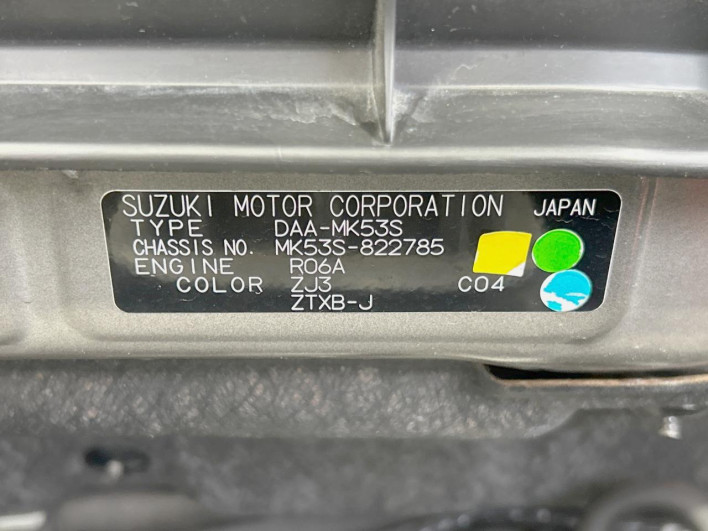 SUZUKI MOTOR CORPORATION JAPAN
TYPE DAA-MK53S
CHASSIS NO. MK53S-822785
ENGINE R06A
COLOR ZJ3 C04
ZTXB-J